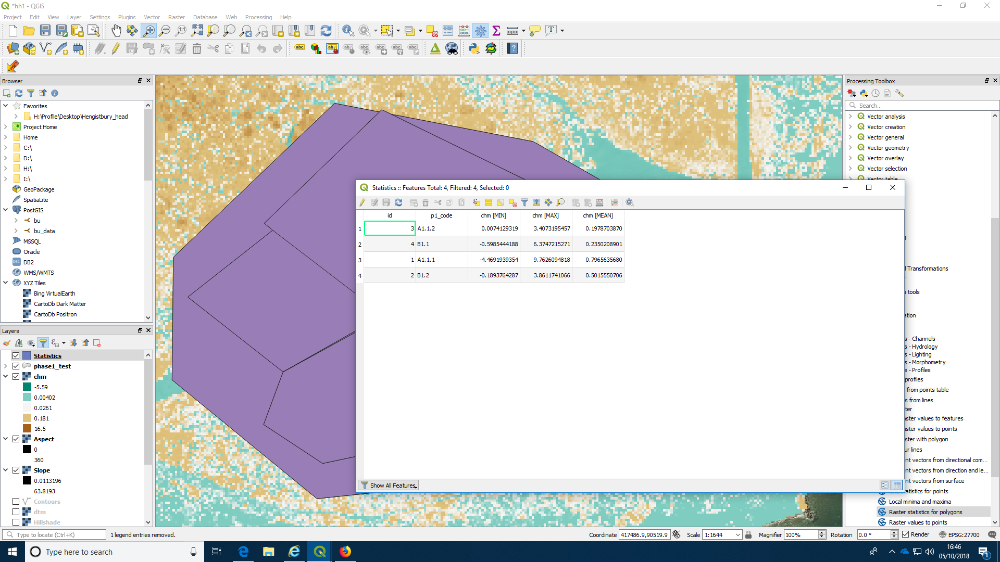 *hh1 - QGIS
Project Edit View Layer Settings Plugins Vector Raster Database Web Processing Help
Browser
Favorites
H:\Profile\Desktop\Hengistbury_head
Project Home
Home
C:\
D:\
H:\
I:\
GeoPackage
SpatiaLite
PostGIS
bu
bu_data
MSSQL
Oracle
DB2
WMS/WMTS
XYZ Tiles
Bing VirtualEarth
CartoDb Dark Matter
CartoDb Positron
Layers
Statistics
phase1_test
chm
-5.59
0.00402
0.0261
0.181
16.5
Aspect
0
360
Slope
0.0113196
63.8193
Contours
dtm
Hillshade
Statistics :: Features Total: 4, Filtered: 4, Selected: 0
id p1_code chm [MIN] chm [MAX] chm [MEAN]
1 3 A1.1.2 0.0074129319 3.4073195457 0.1978703870
2 4 B1.1 -0.5985444188 6.3747215271 0.2350208901
3 1 A1.1.1 -4.4691939354 9.7626094818 0.7965635680
4 2 B1.2 -0.1893764287 3.8611741066 0.5015550706
Show All Features
Processing Toolbox
Search...
Vector analysis
Vector creation
Vector general
Vector geometry
Vector overlay
Vector selection
Vector table
l Transformations
tools
ation
s - Channels
s - Hydrology
s - Lighting
s - Morphometry
s - Profiles
profiles
from points table
s from lines
ter
aster values to features
aster values to points
ster with polygon
ur lines
nt vectors from directional com...
nt vectors from direction and le...
nt vectors from surface
statistics for points
Local minima and maxima
Raster statistics for polygons
Raster values to points
Type to locate (Ctrl+K) 1 legend entries removed. Coordinate 417486.9,90519.9 Scale 1:1644 Magnifier 100% Rotation 0.0 ° Render EPSG:27700
Type here to search
16:46
05/10/2018
1